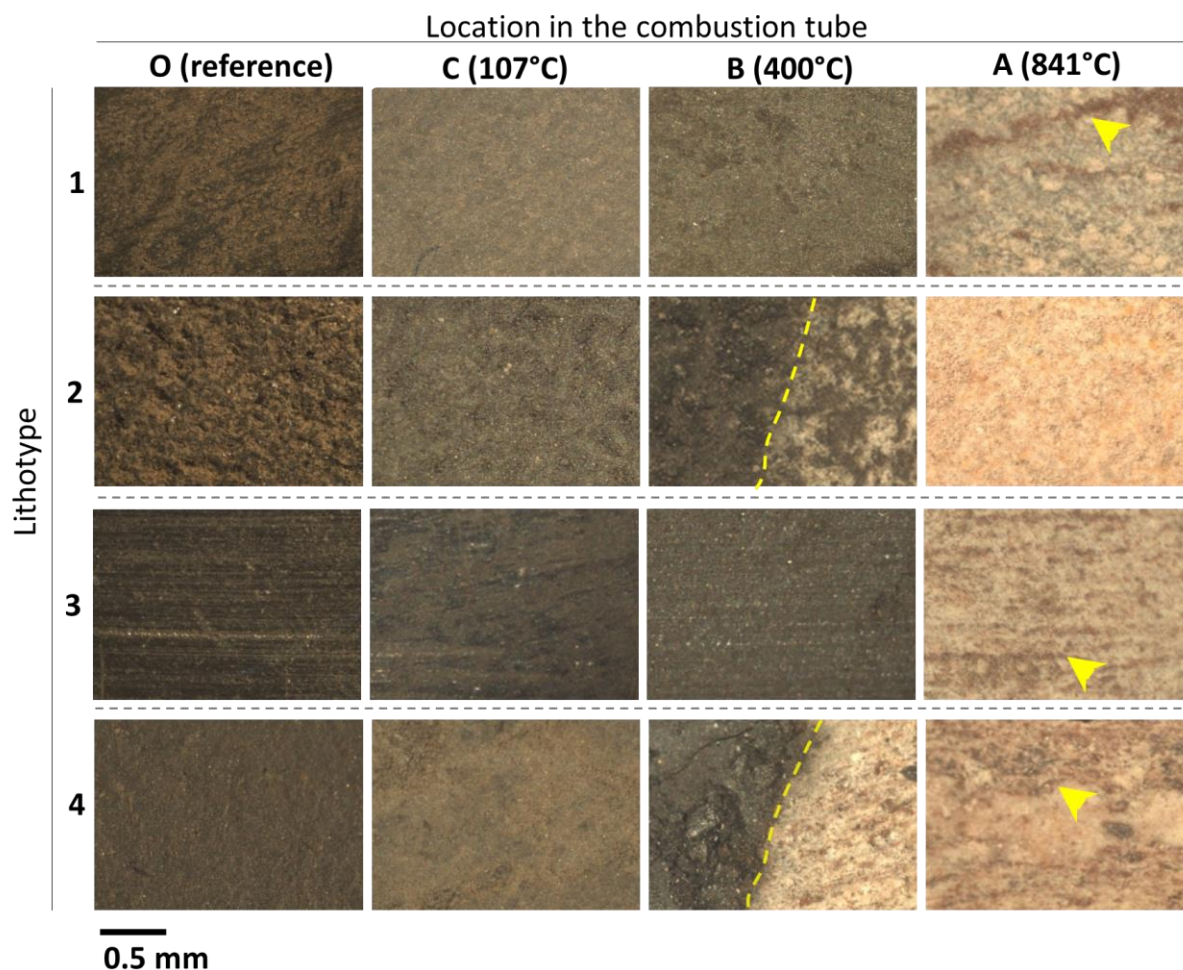 Location in the combustion tube
O (reference) C (107°C) B (400°C) A (841°C)
Lithotype
1
2
3
4
0.5 mm